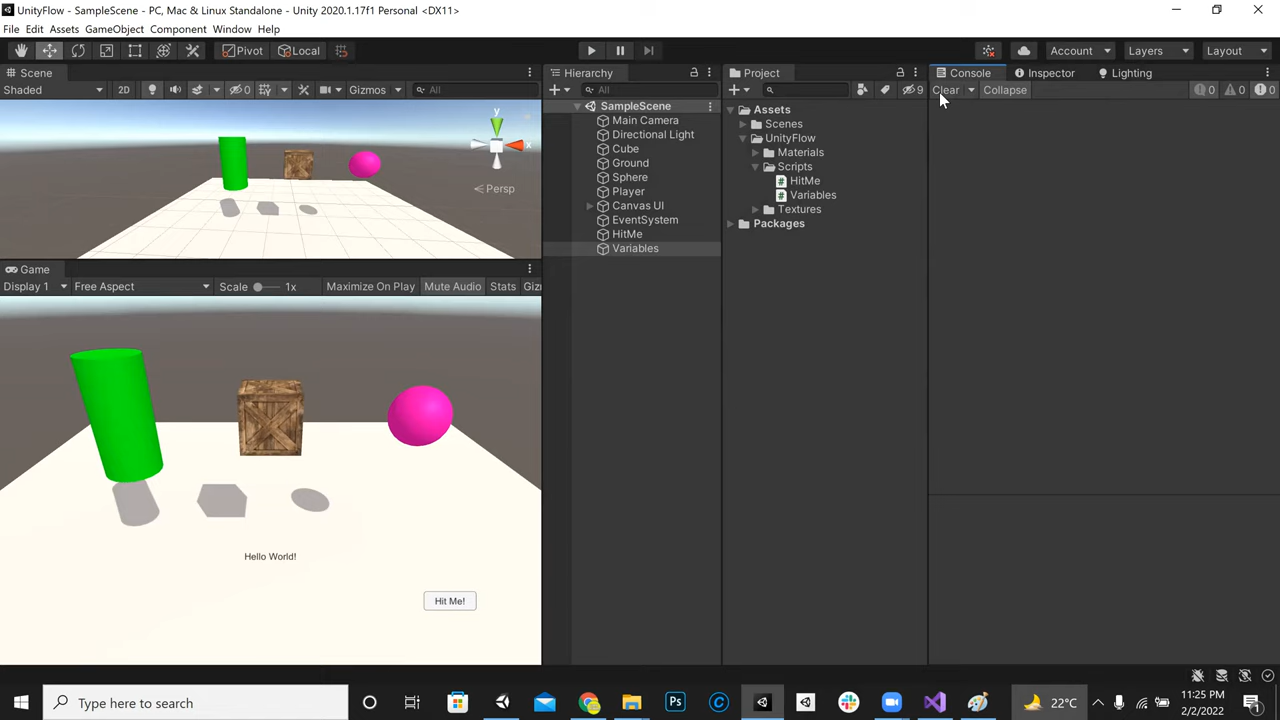 UnityFlow - SampleScene - PC, Mac & Linux Standalone - Unity 2020.1.17f1 Personal <DX11>
File Edit Assets GameObject Component Window Help
Pivot Local Account Layers Layout
Scene Hierarchy Project Console Inspector Lighting
Shaded 2D 0 Gizmos All All 9 Clear Collapse 0 0 0
y
x
Persp
SampleScene
Main Camera
Directional Light
Cube
Ground
Sphere
Player
Canvas UI
EventSystem
HitMe
Variables
Assets
Scenes
UnityFlow
Materials
Scripts
HitMe
Variables
Textures
Packages
Game
Display 1 Free Aspect Scale 1x Maximize On Play Mute Audio Stats Giz
Hello World!
Hit Me!
Type here to search
Ps
22°C
11:25 PM
2/2/2022
1